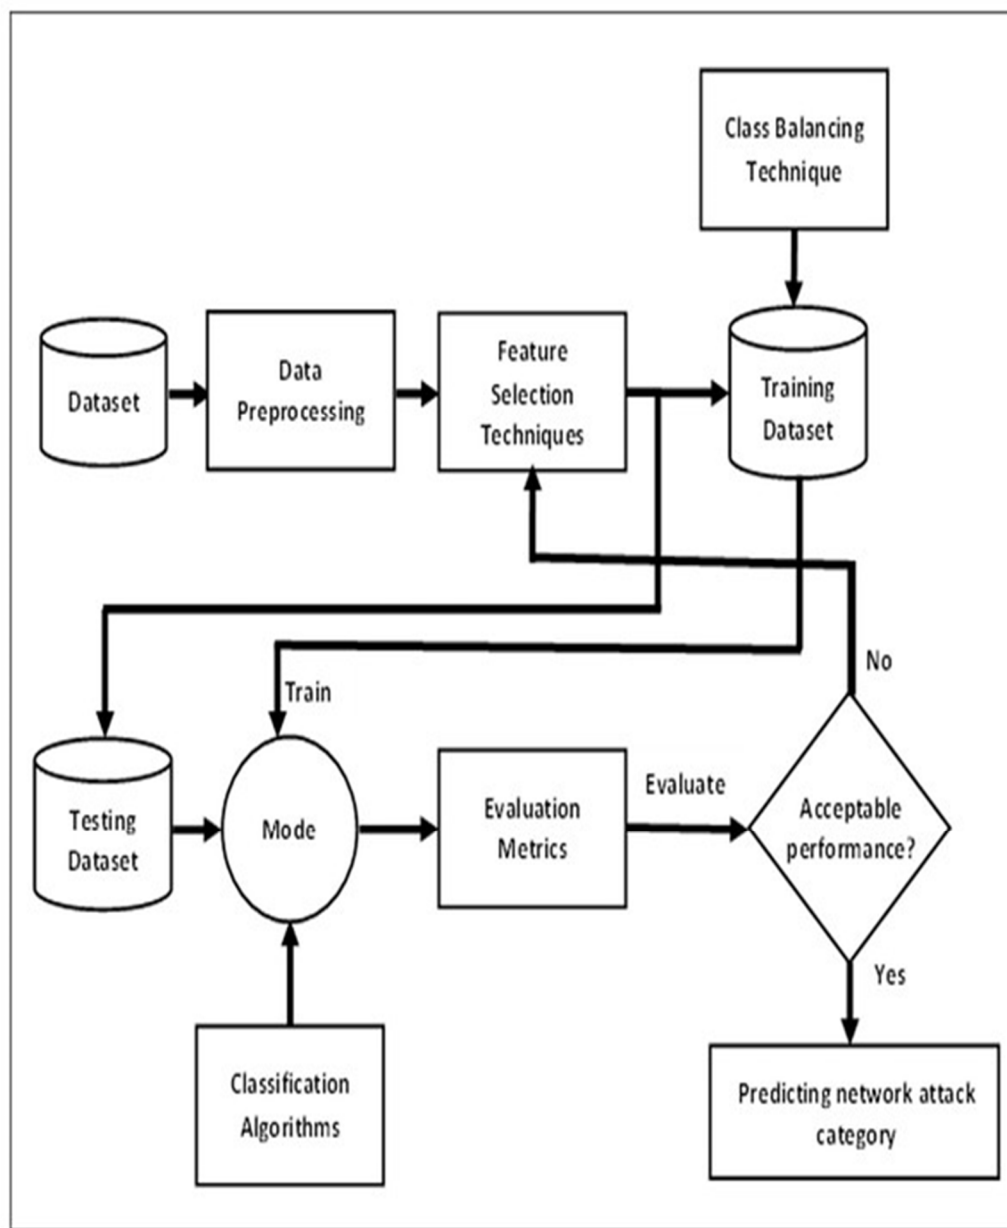 Class Balancing
Technique
Dataset
Data
Preprocessing
Feature
Selection
Techniques
Training
Dataset
No
Train
Testing
Dataset
Mode
Evaluation
Metrics
Evaluate
Acceptable
performance?
Yes
Classification
Algorithms
Predicting network attack
category